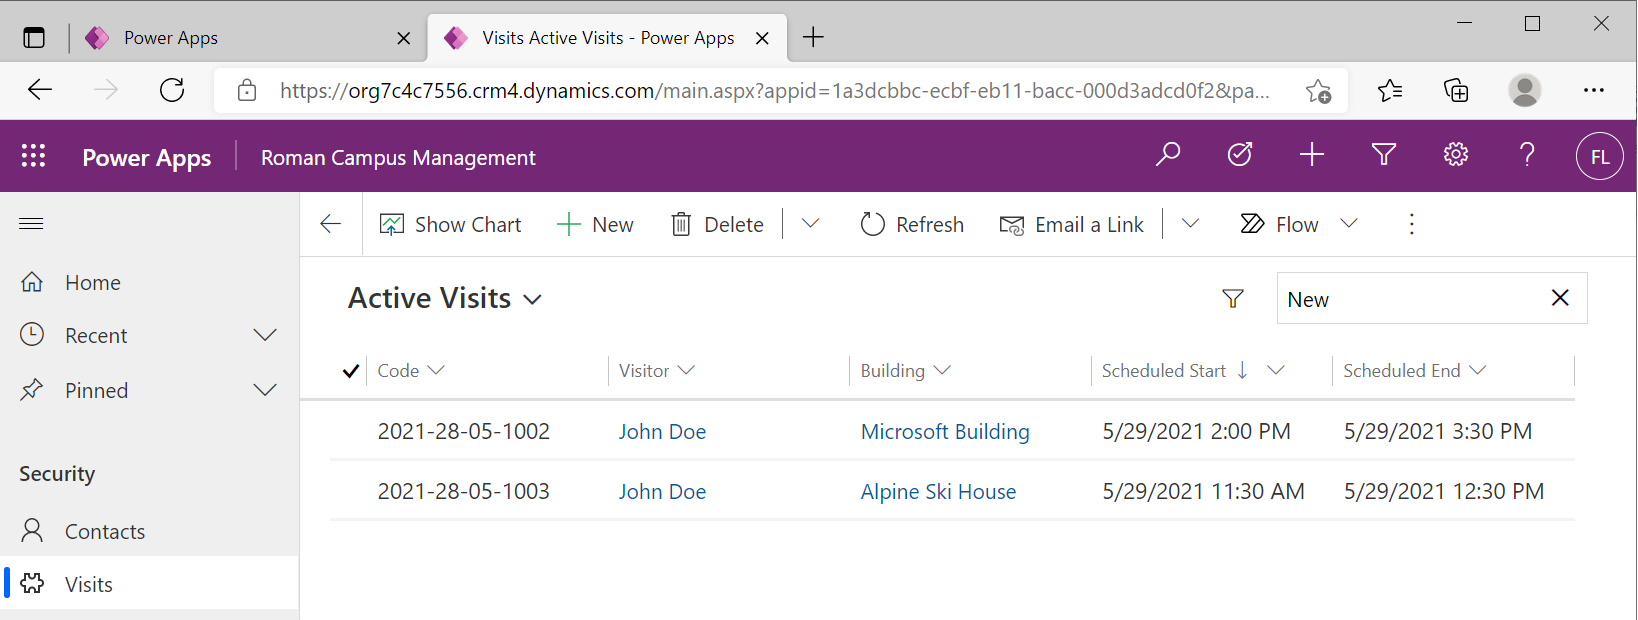 Power Apps
Visits Active Visits - Power Apps
https://org7c4c7556.crm4.dynamics.com/main.aspx?appid=1a3dcbbc-ecbf-eb11-bacc-000d3adcd0f2&pa...
Power Apps Roman Campus Management
FL
Show Chart New Delete Refresh Email a Link Flow
Home
Recent
Pinned
Security
Contacts
Visits
Active Visits
New
Code Visitor Building Scheduled Start Scheduled End
2021-28-05-1002 John Doe Microsoft Building 5/29/2021 2:00 PM 5/29/2021 3:30 PM
2021-28-05-1003 John Doe Alpine Ski House 5/29/2021 11:30 AM 5/29/2021 12:30 PM